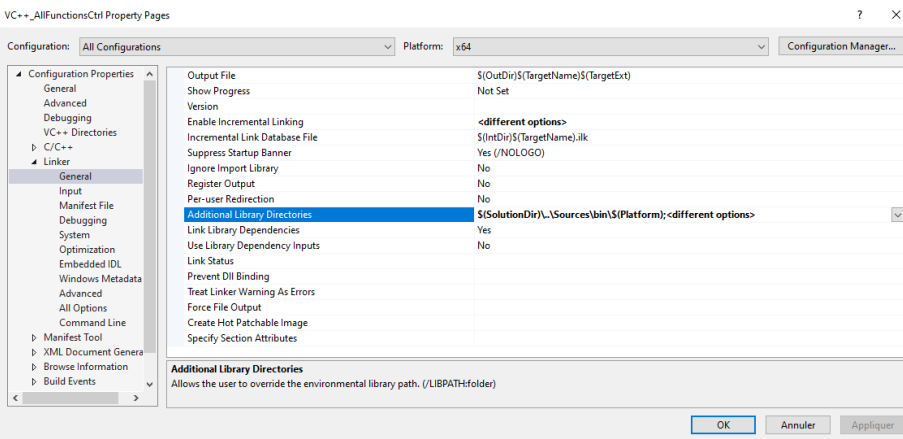 VC++_AllFunctionsCtrl Property Pages
? ×
Configuration: All Configurations Platform: x64 Configuration Manager...
Configuration Properties
General
Advanced
Debugging
VC++ Directories
C/C++
Linker
General
Input
Manifest File
Debugging
System
Optimization
Embedded IDL
Windows Metadata
Advanced
All Options
Command Line
Manifest Tool
XML Document Genera
Browse Information
Build Events
Output File $(OutDir)$(TargetName)$(TargetExt)
Show Progress Not Set
Version
Enable Incremental Linking <different options>
Incremental Link Database File $(IntDir)$(TargetName).ilk
Suppress Startup Banner Yes (/NOLOGO)
Ignore Import Library No
Register Output No
Per-user Redirection No
Additional Library Directories $(SolutionDir)\..\Sources\bin\$(Platform);<different options>
Link Library Dependencies Yes
Use Library Dependency Inputs No
Link Status
Prevent Dll Binding
Treat Linker Warning As Errors
Force File Output
Create Hot Patchable Image
Specify Section Attributes
Additional Library Directories
Allows the user to override the environmental library path. (/LIBPATH:folder)
OK Annuler Appliquer